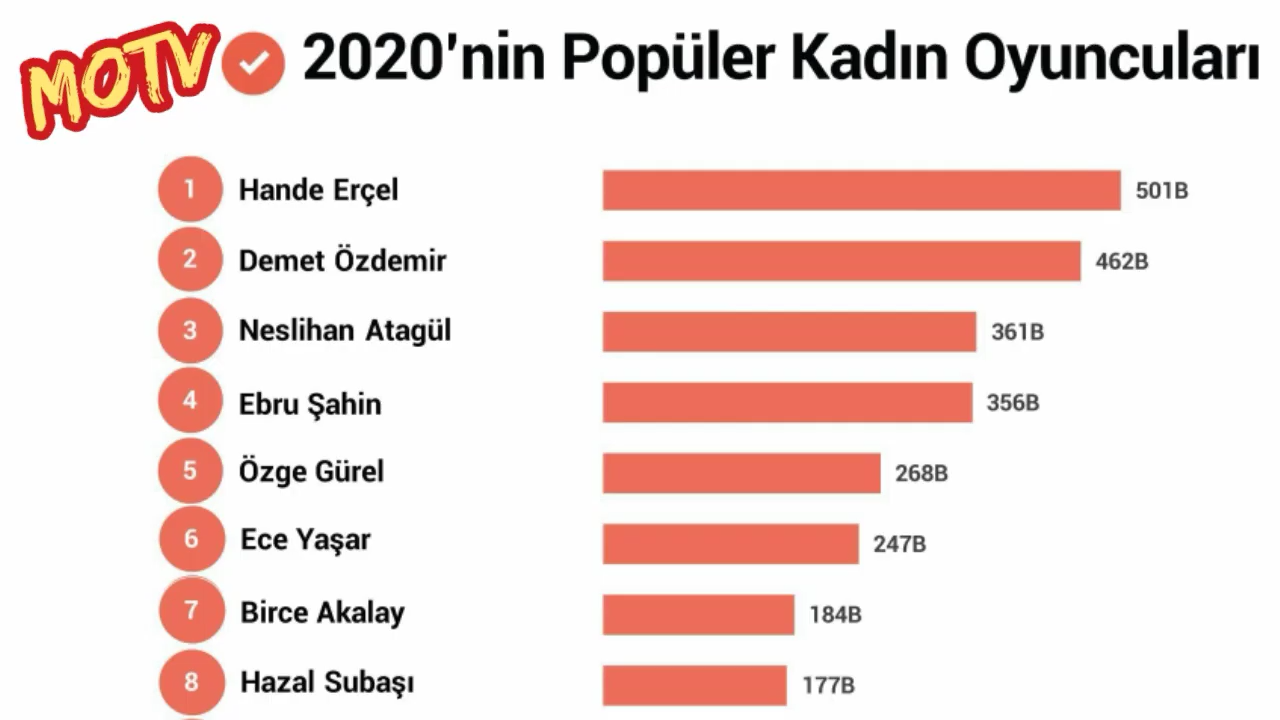 MOTV
2020'nin Popüler Kadın Oyuncuları
1 Hande Erçel 501B
2 Demet Özdemir 462B
3 Neslihan Atagül 361B
4 Ebru Şahin 356B
5 Özge Gürel 268B
6 Ece Yaşar 247B
7 Birce Akalay 184B
8 Hazal Subaşı 177B